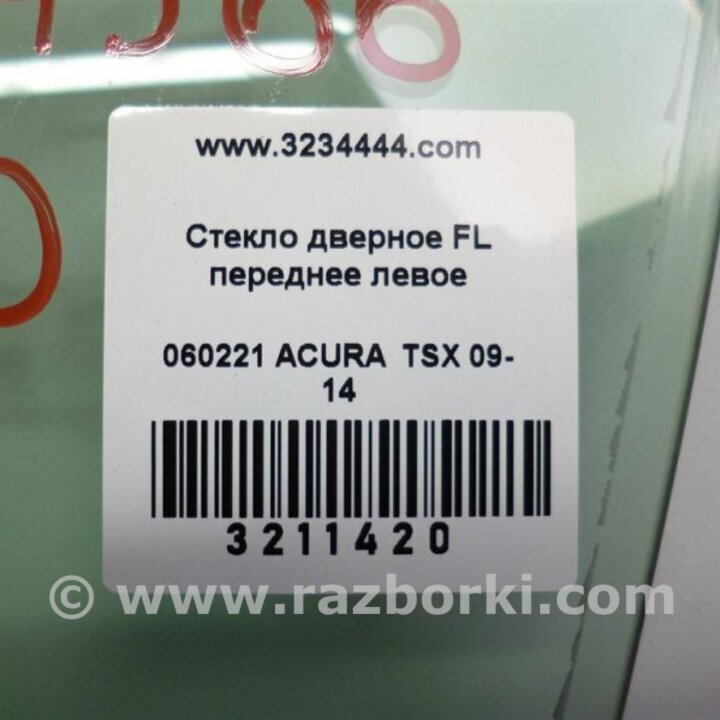 www.3234444.com
Стекло дверное FL
переднее левое
060221 ACURA TSX 09-
14
3211420
© www.razborki.com